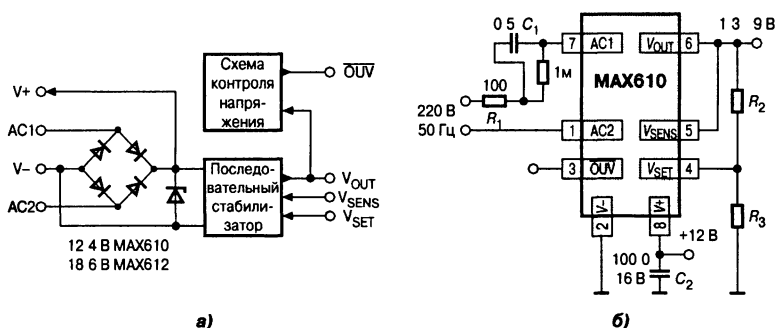 Схема
контроля
напря-
жения
OUV
V+
AC1
V–
AC2
Последо-
вательный
стабили-
затор
VOUT
VSENS
VSET
12 4 В MAX610
18 6 В MAX612
а)
0 5 C1
1м
100
R1
220 В
50 Гц
7 AC1
VOUT 6
1 3 9 В
MAX610
1 AC2
VSENS 5
R2
3 OUV
VSET 4
2 V-
8 V+
R3
+12 В
100 0
16 В C2
б)